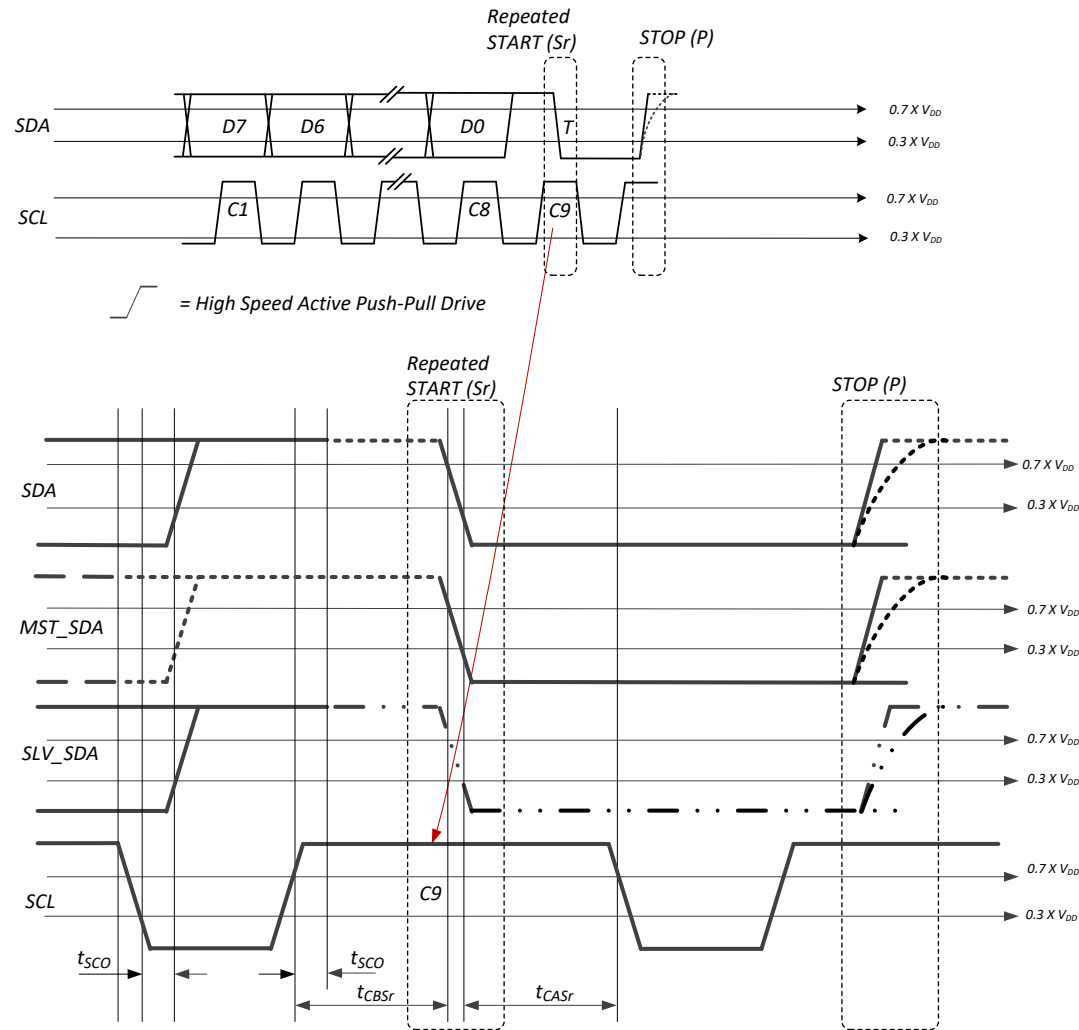 Repeated
START (Sr)
STOP (P)
SDA
D7
D6
D0
T
0.7 X VDD
0.3 X VDD
SCL
C1
C8
C9
0.7 X VDD
0.3 X VDD
= High Speed Active Push-Pull Drive
Repeated
START (Sr)
STOP (P)
SDA
0.7 X VDD
0.3 X VDD
MST_SDA
0.7 X VDD
0.3 X VDD
SLV_SDA
0.7 X VDD
0.3 X VDD
SCL
C9
0.7 X VDD
0.3 X VDD
tSCO
tSCO
tCBSr
tCASr